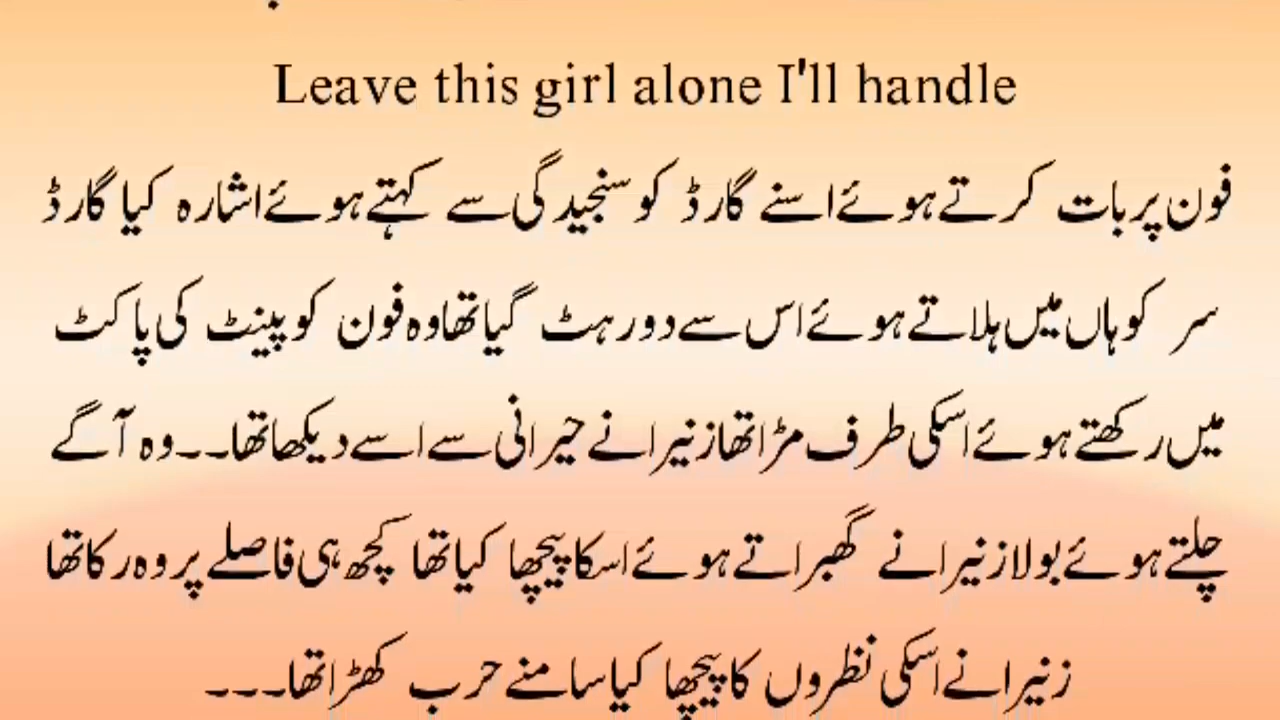 Leave this girl alone I'll handle
فون پر بات کرتے ہوئے اسنے گارڈ کو سنجیدگی سے کہتے ہوئے اشارہ کیا گارڈ
سر کو ہاں میں ہلاتے ہوئے اس سے دور ہٹ گیا تھا وہ فون کو پینٹ کی پاکٹ
میں رکھتے ہوئے اسکی طرف مڑا تھا زنیرا نے حیرانی سے اسے دیکھا تھا۔۔وہ آگے
چلتے ہوئے بولا زنیرا نے گھبراتے ہوئے اسکا پیچھا کیا تھا کچھ ہی فاصلے پر وہ رکا تھا
زنیرا نے اسکی نظروں کا پیچھا کیا سامنے حرب کھڑا تھا۔۔۔